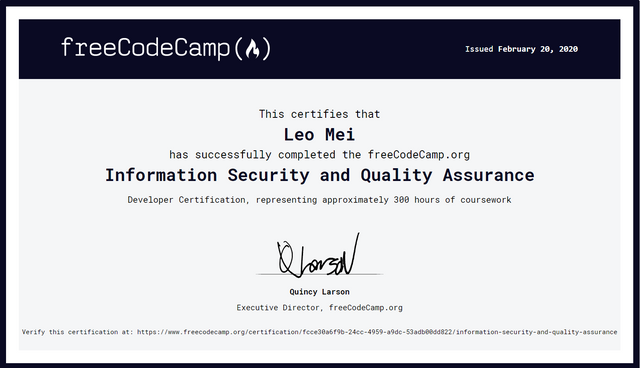 freeCodeCamp(🔥)
Issued February 20, 2020
This certifies that
Leo Mei
has successfully completed the freeCodeCamp.org
Information Security and Quality Assurance
Developer Certification, representing approximately 300 hours of coursework
QLarson
Quincy Larson
Executive Director, freeCodeCamp.org
Verify this certification at: https://www.freecodecamp.org/certification/fcce30a6f9b-24cc-4959-a9dc-53adb00dd822/information-security-and-quality-assurance